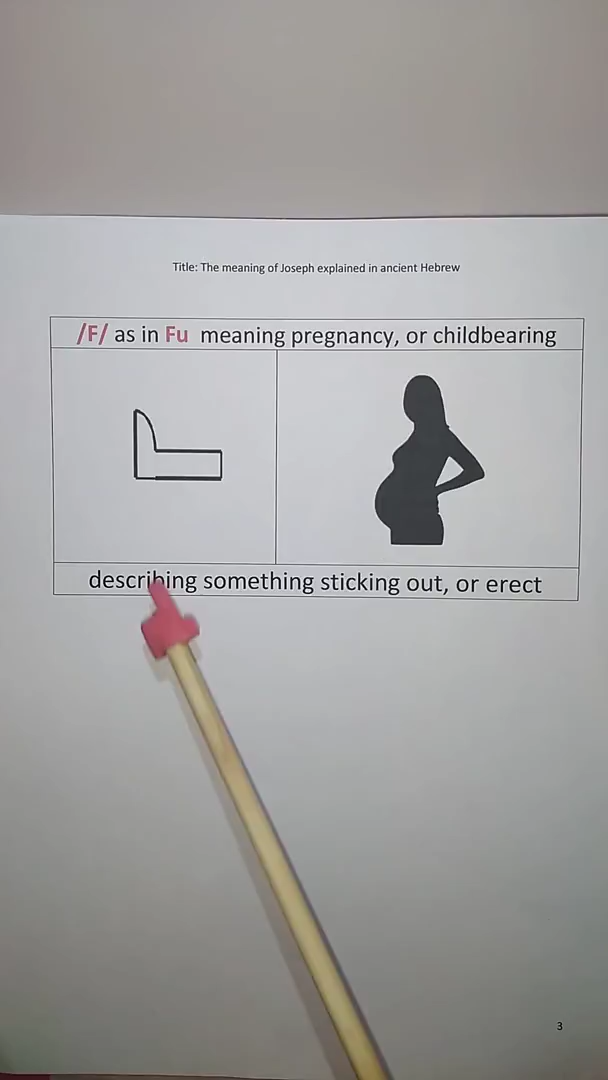 Title: The meaning of Joseph explained in ancient Hebrew
/F/ as in Fu meaning pregnancy, or childbearing
describing something sticking out, or erect
3